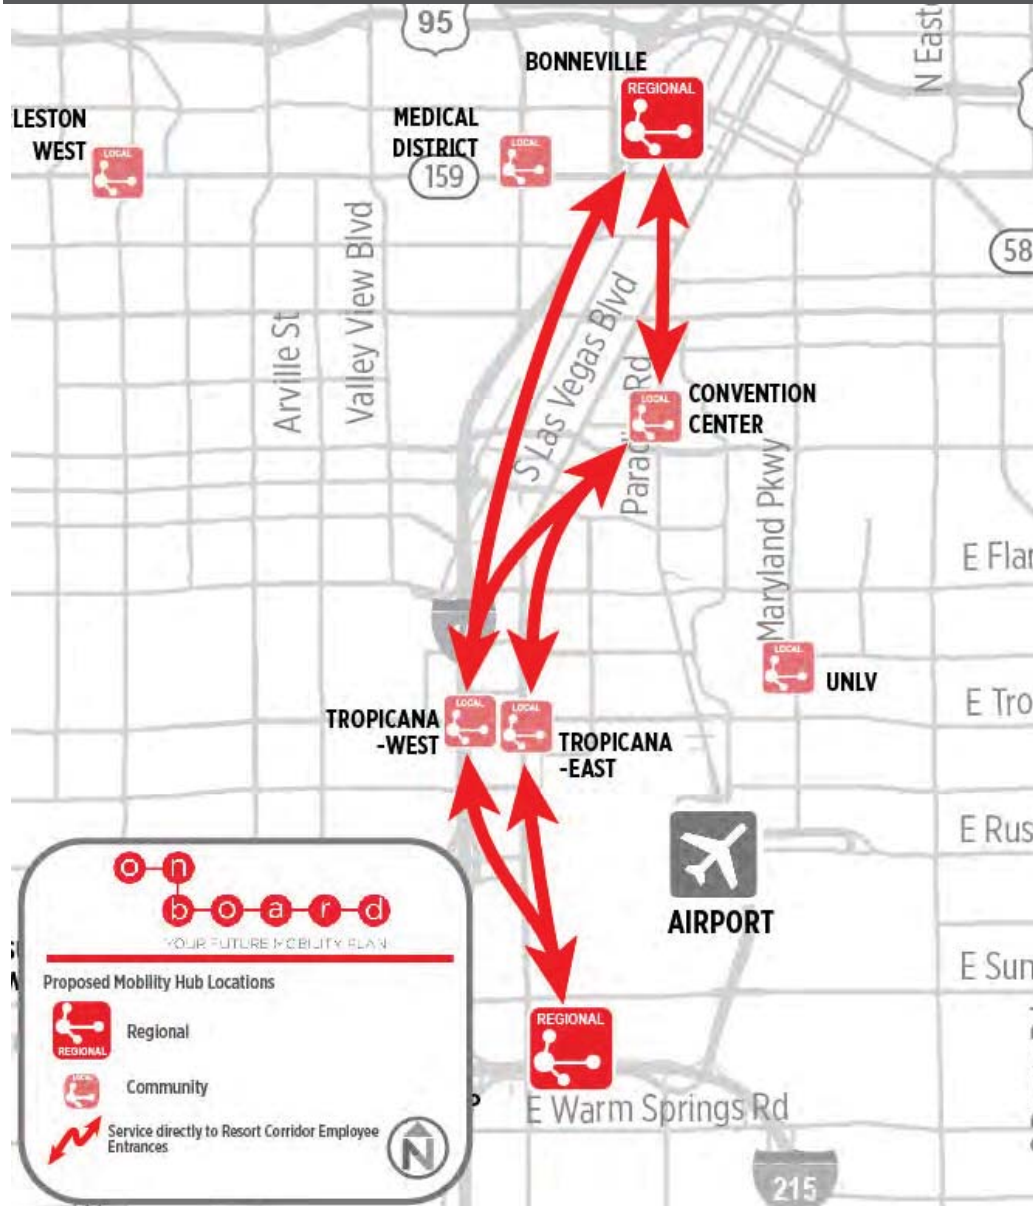 95
BONNEVILLE
N East
REGIONAL
LESTON
WEST
LOCAL
MEDICAL
DISTRICT
LOCAL
159
58
Valley View Blvd
Arville St
S Las Vegas Blvd
Rd
LOCAL
CONVENTION
CENTER
Maryland Pkwy
E Flar
LOCAL
UNLV
TROPICANA
-WEST
LOCAL
LOCAL
TROPICANA
-EAST
E Tro
E Rus
AIRPORT
on
board
YOUR FUTURE MOBILITY PLAN
E Sun
Proposed Mobility Hub Locations
REGIONAL
Regional
LOCAL
Community
Service directly to Resort Corridor Employee
Entrances
N
REGIONAL
E Warm Springs Rd
215